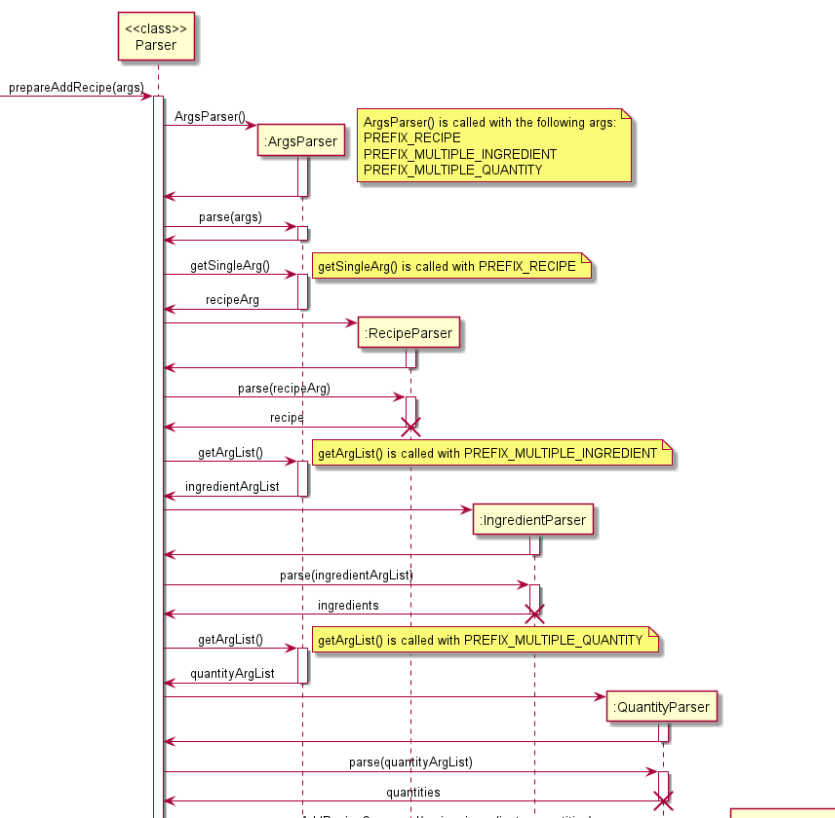 <<class>>
Parser
prepareAddRecipe(args)
ArgsParser()
:ArgsParser
ArgsParser() is called with the following args:
PREFIX_RECIPE
PREFIX_MULTIPLE_INGREDIENT
PREFIX_MULTIPLE_QUANTITY
parse(args)
getSingleArg()
getSingleArg() is called with PREFIX_RECIPE
recipeArg
:RecipeParser
parse(recipeArg)
recipe
getArgList()
getArgList() is called with PREFIX_MULTIPLE_INGREDIENT
ingredientArgList
:IngredientParser
parse(ingredientArgList)
ingredients
getArgList()
getArgList() is called with PREFIX_MULTIPLE_QUANTITY
quantityArgList
:QuantityParser
parse(quantityArgList)
quantities